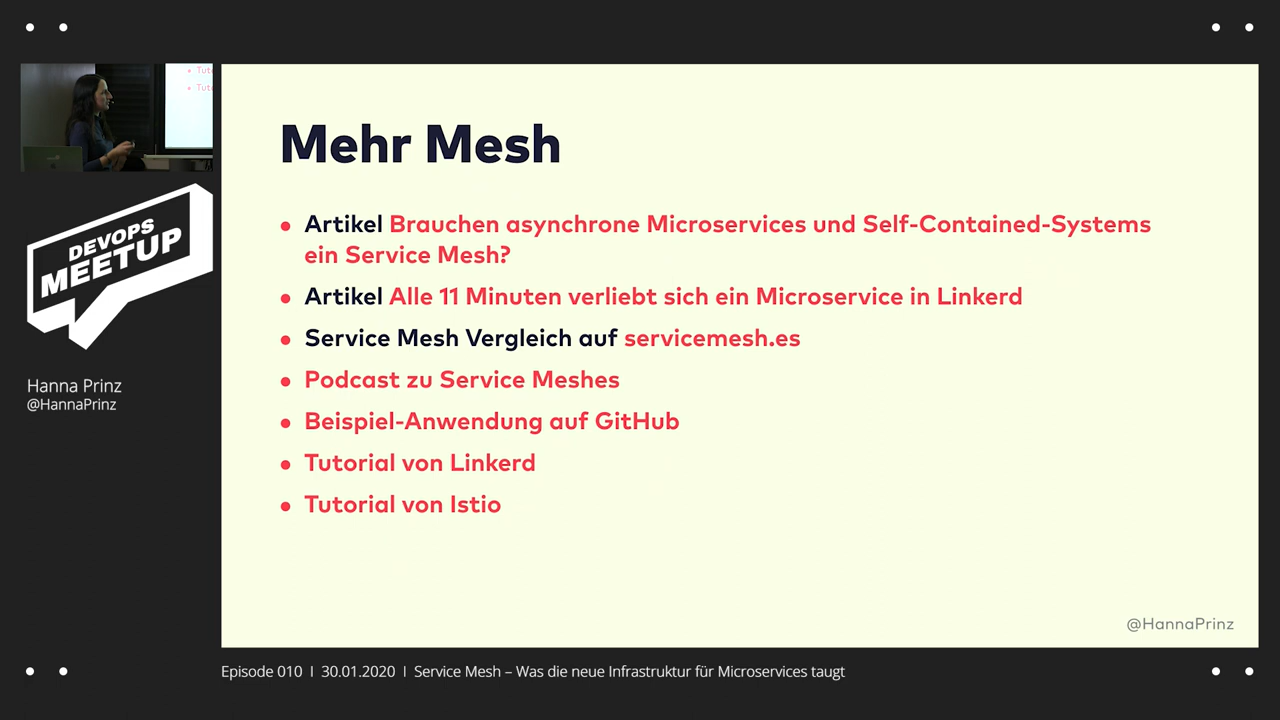 Tuto
Tuto
DEVOPS
MEETUP
Hanna Prinz
@HannaPrinz
Mehr Mesh
• Artikel Brauchen asynchrone Microservices und Self-Contained-Systems
ein Service Mesh?
• Artikel Alle 11 Minuten verliebt sich ein Microservice in Linkerd
• Service Mesh Vergleich auf servicemesh.es
• Podcast zu Service Meshes
• Beispiel-Anwendung auf GitHub
• Tutorial von Linkerd
• Tutorial von Istio
@HannaPrinz
Episode 010 | 30.01.2020 | Service Mesh – Was die neue Infrastruktur für Microservices taugt